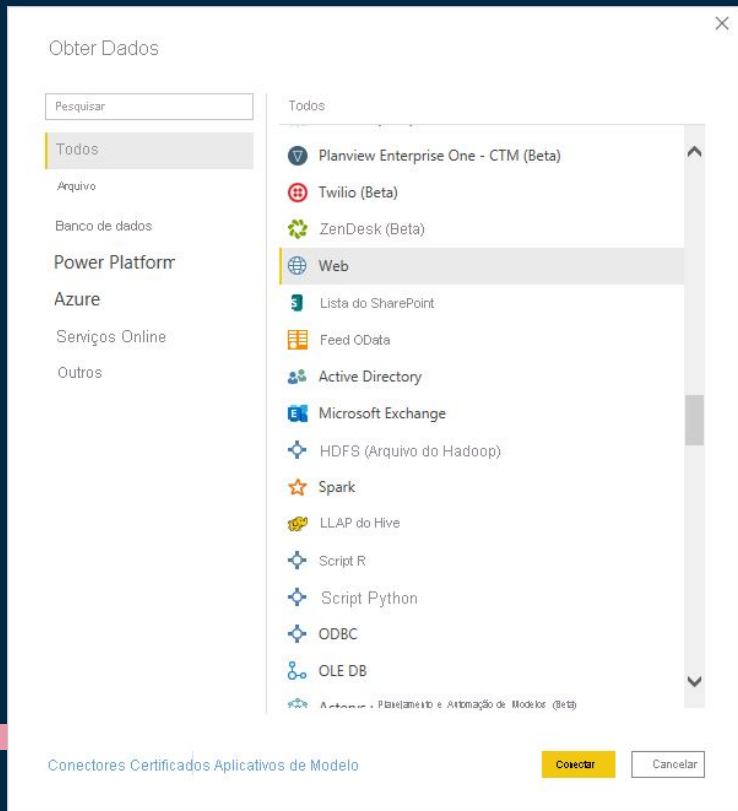 Obter Dados
Pesquisar
Todos
Arquivo
Banco de dados
Power Platform
Azure
Serviços Online
Outros
Todos
Planview Enterprise One - CTM (Beta)
Twilio (Beta)
ZenDesk (Beta)
Web
Lista do SharePoint
Feed OData
Active Directory
Microsoft Exchange
HDFS (Arquivo do Hadoop)
Spark
LLAP do Hive
Script R
Script Python
ODBC
OLE DB
Planejamento e Automação de Modelos (Beta)
Conectores Certificados Aplicativos de Modelo
Conectar
Cancelar